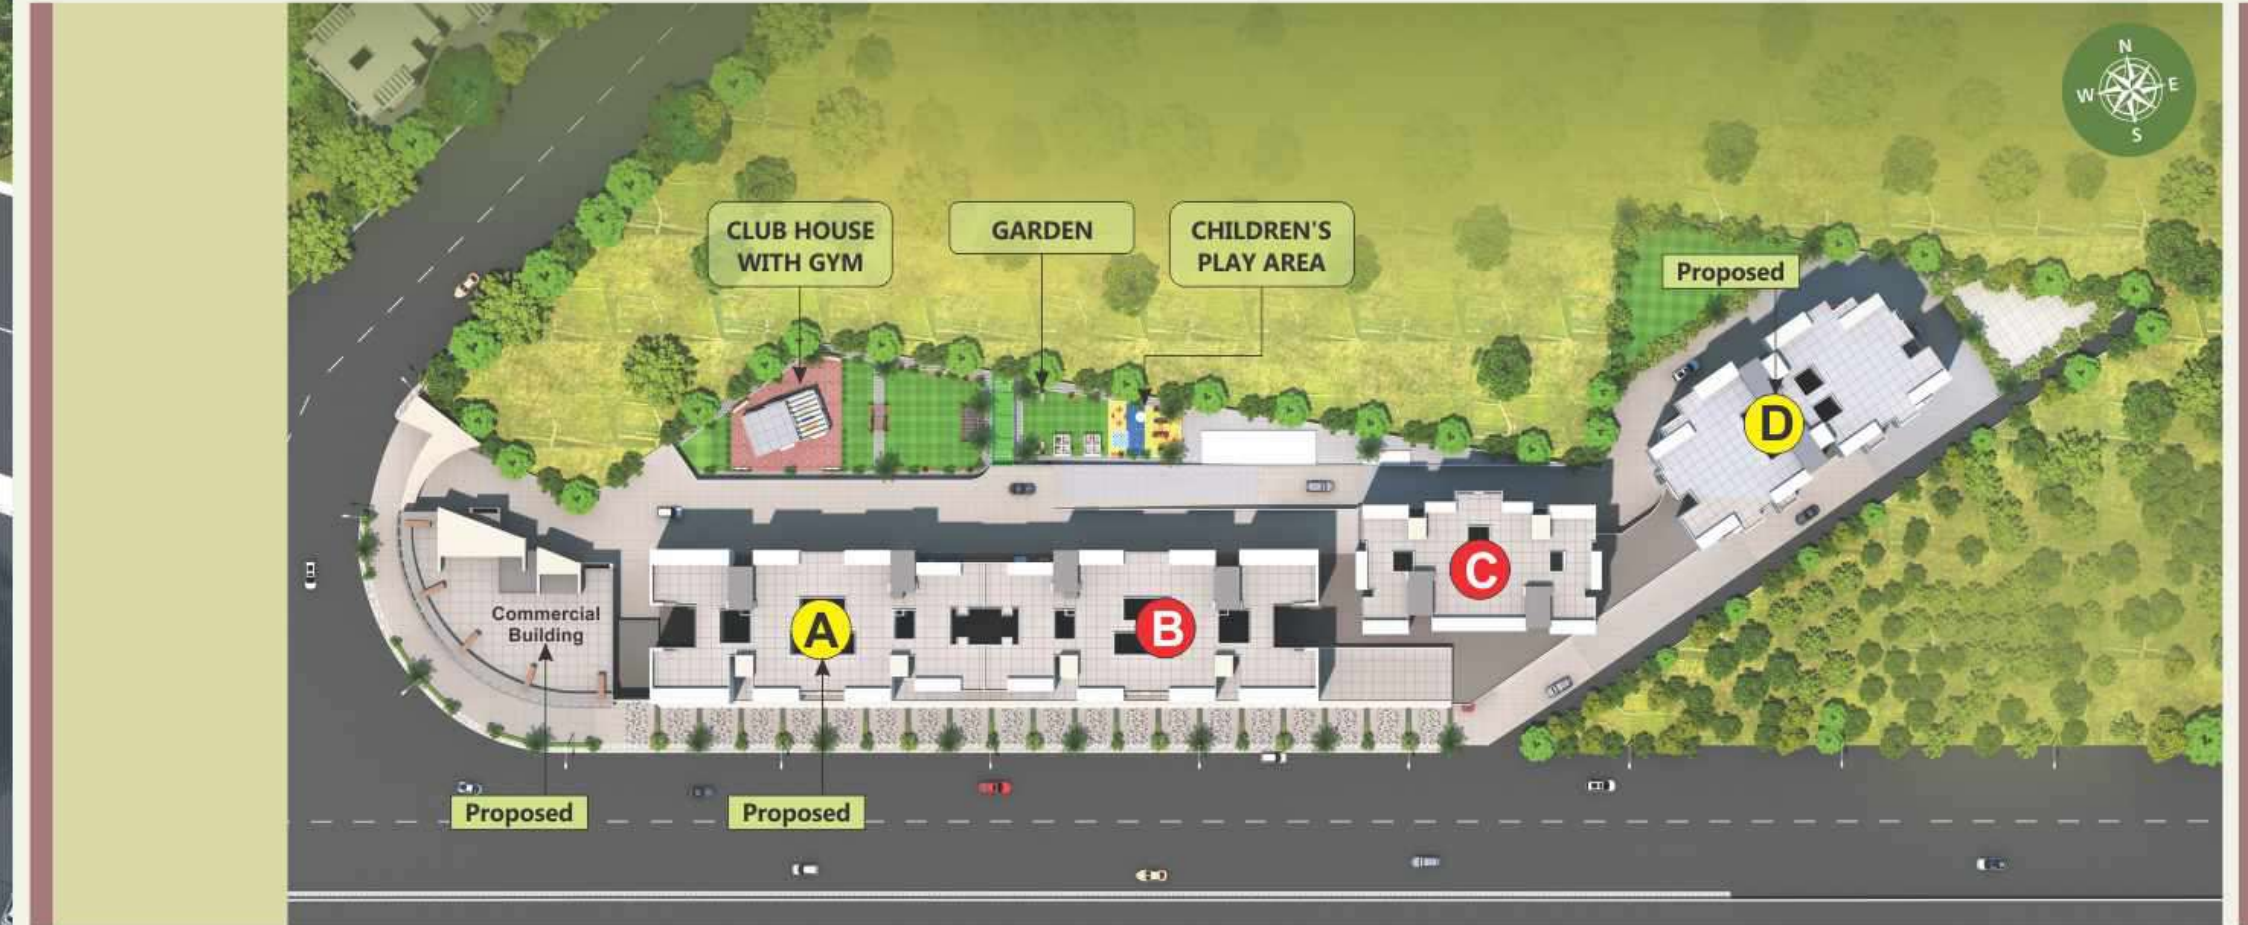 N
W
E
S
CLUB HOUSE
WITH GYM
GARDEN
CHILDREN'S
PLAY AREA
Proposed
D
C
A
B
Commercial
Building
Proposed
Proposed